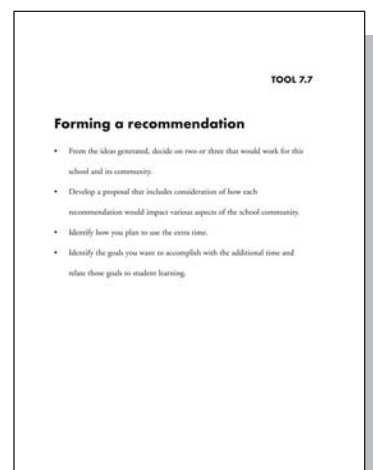 TOOL 7.7
Forming a recommendation
• From the ideas generated, decide on two or three that would work for this
school and its community.
• Develop a proposal that includes consideration of how each
recommendation would impact various aspects of the school community.
• Identify how you plan to use the extra time.
• Identify the goals you want to accomplish with the additional time and
relate those goals to student learning.